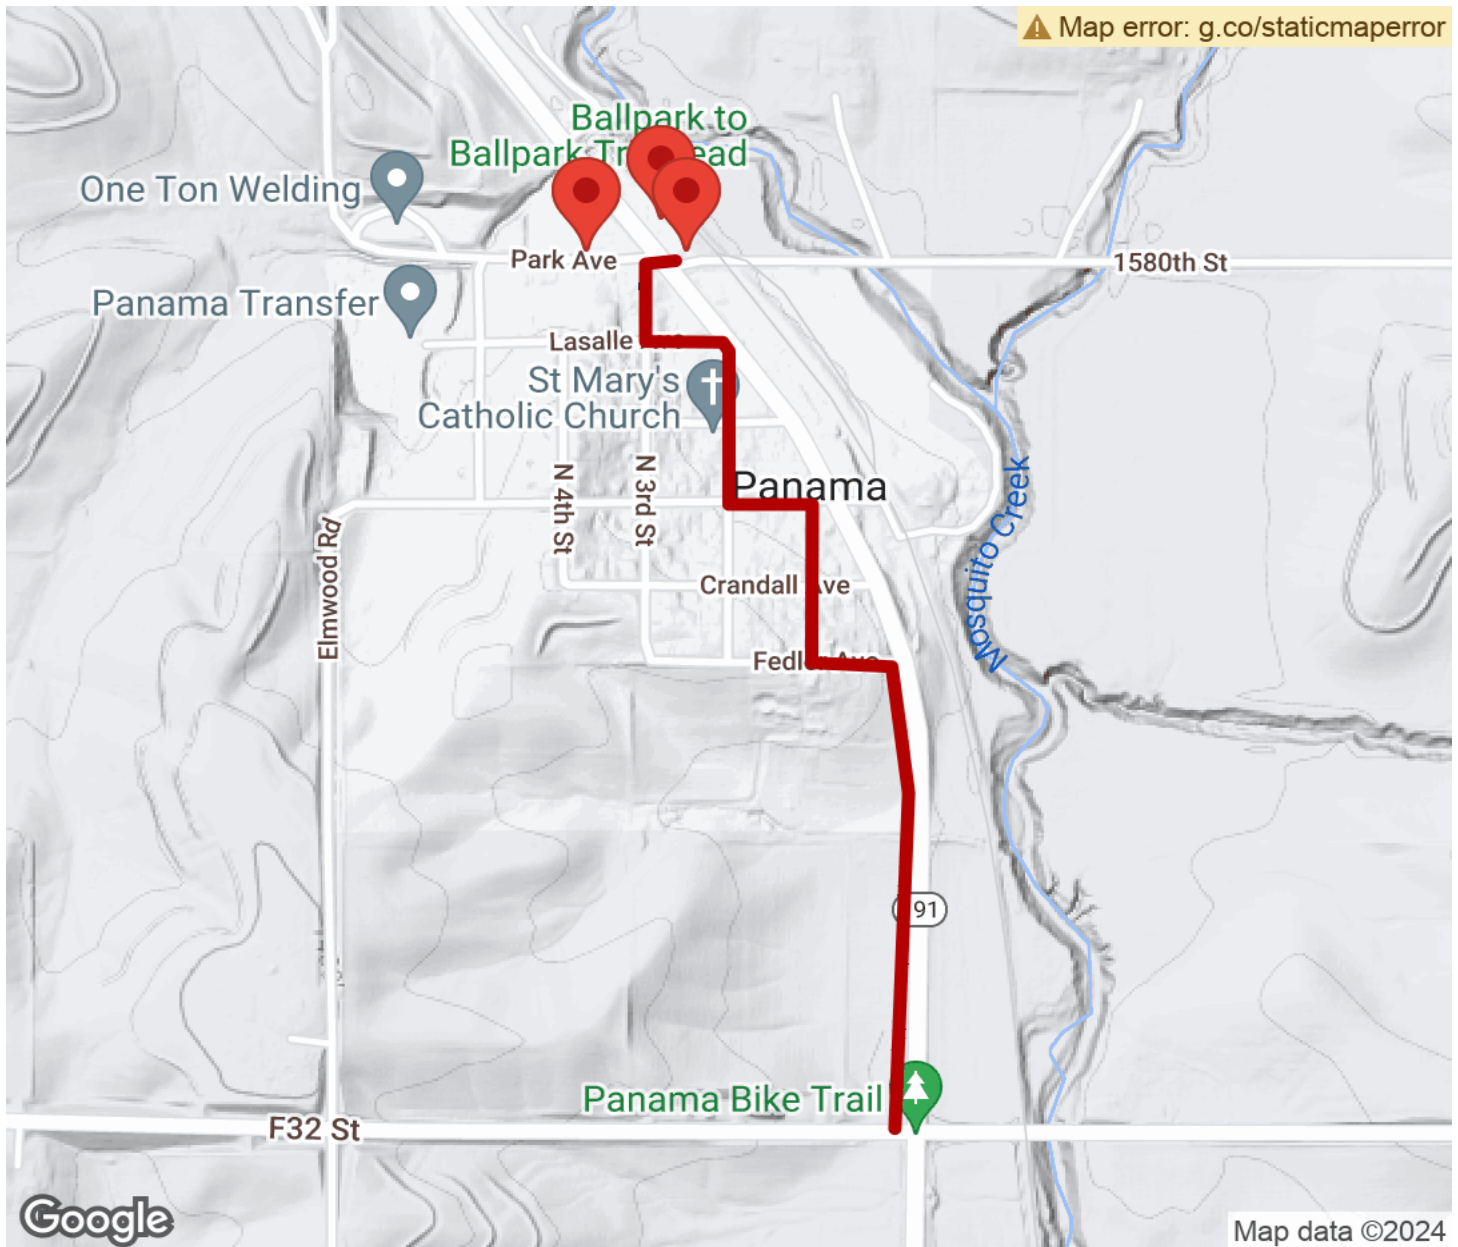 Map error: g.co/staticmaperror
Ballpark to
Ballpark
One Ton Welding
Park Ave
1580th St
Panama Transfer
Lasalle
St Mary's
Catholic Church
Panama
N 4th St
N 3rd St
Elmwood Rd
Mosquito Creek
Crandall Ave
91
Panama Bike Trail
F32 St
Google
Map data ©2024